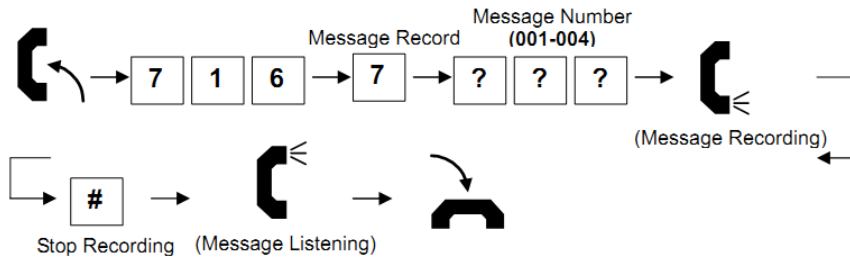 Message Number
Message Record (001-004)
7 1 6 7 ? ? ?
(Message Recording)
#
Stop Recording (Message Listening)